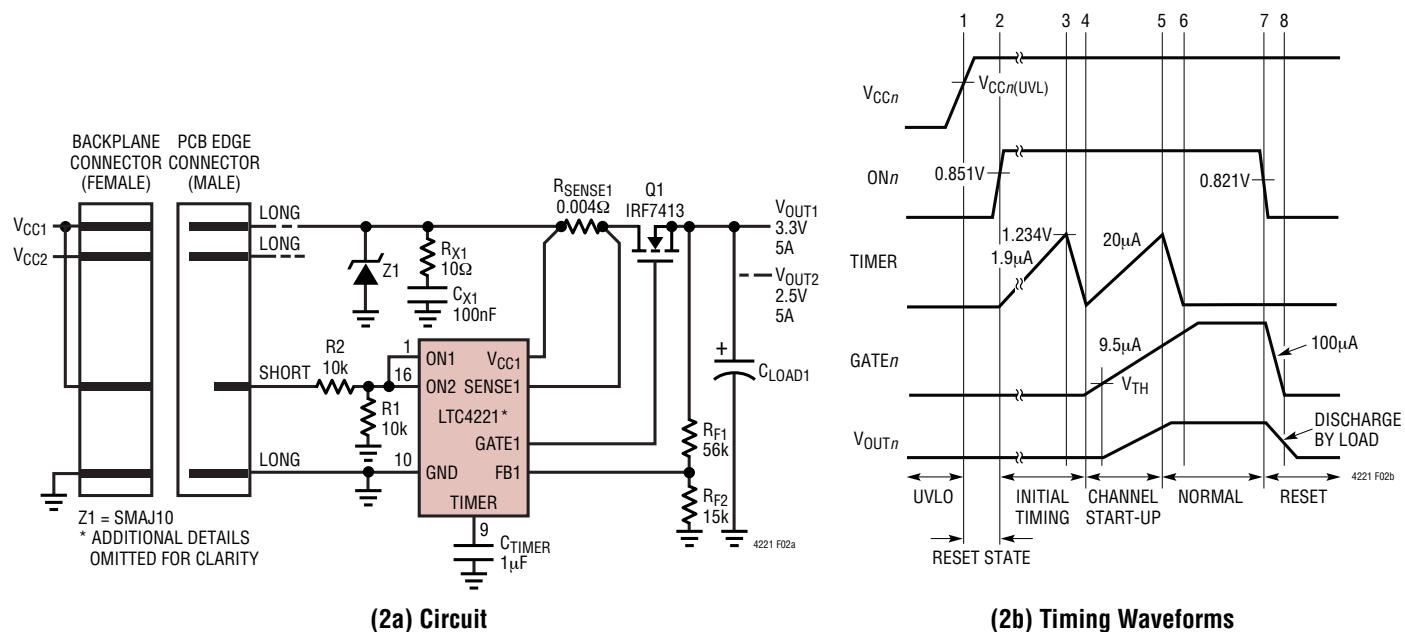 BACKPLANE
CONNECTOR
(FEMALE)
PCB EDGE
CONNECTOR
(MALE)
VCC1
VCC2
LONG
LONG
SHORT
LONG
Z1
RX1
10Ω
CX1
100nF
RSENSE1
0.004Ω
Q1
IRF7413
VOUT1
3.3V
5A
VOUT2
2.5V
5A
R2
10k
R1
10k
1
16
10
9
ON1
ON2
LTC4221*
GND
TIMER
VCC1
SENSE1
GATE1
FB1
+
CLOAD1
RF1
56k
RF2
15k
CTIMER
1µF
Z1 = SMAJ10
* ADDITIONAL DETAILS
OMITTED FOR CLARITY
4221 F02a
(2a) Circuit
1 2 3 4 5 6 7 8
VCCn
VCCn(UVL)
ONn
0.851V
0.821V
TIMER
1.9µA
1.234V
20µA
GATEn
9.5µA
VTH
100µA
VOUTn
DISCHARGE
BY LOAD
UVLO
INITIAL
TIMING
CHANNEL
START-UP
NORMAL
RESET
RESET STATE
4221 F02b
(2b) Timing Waveforms